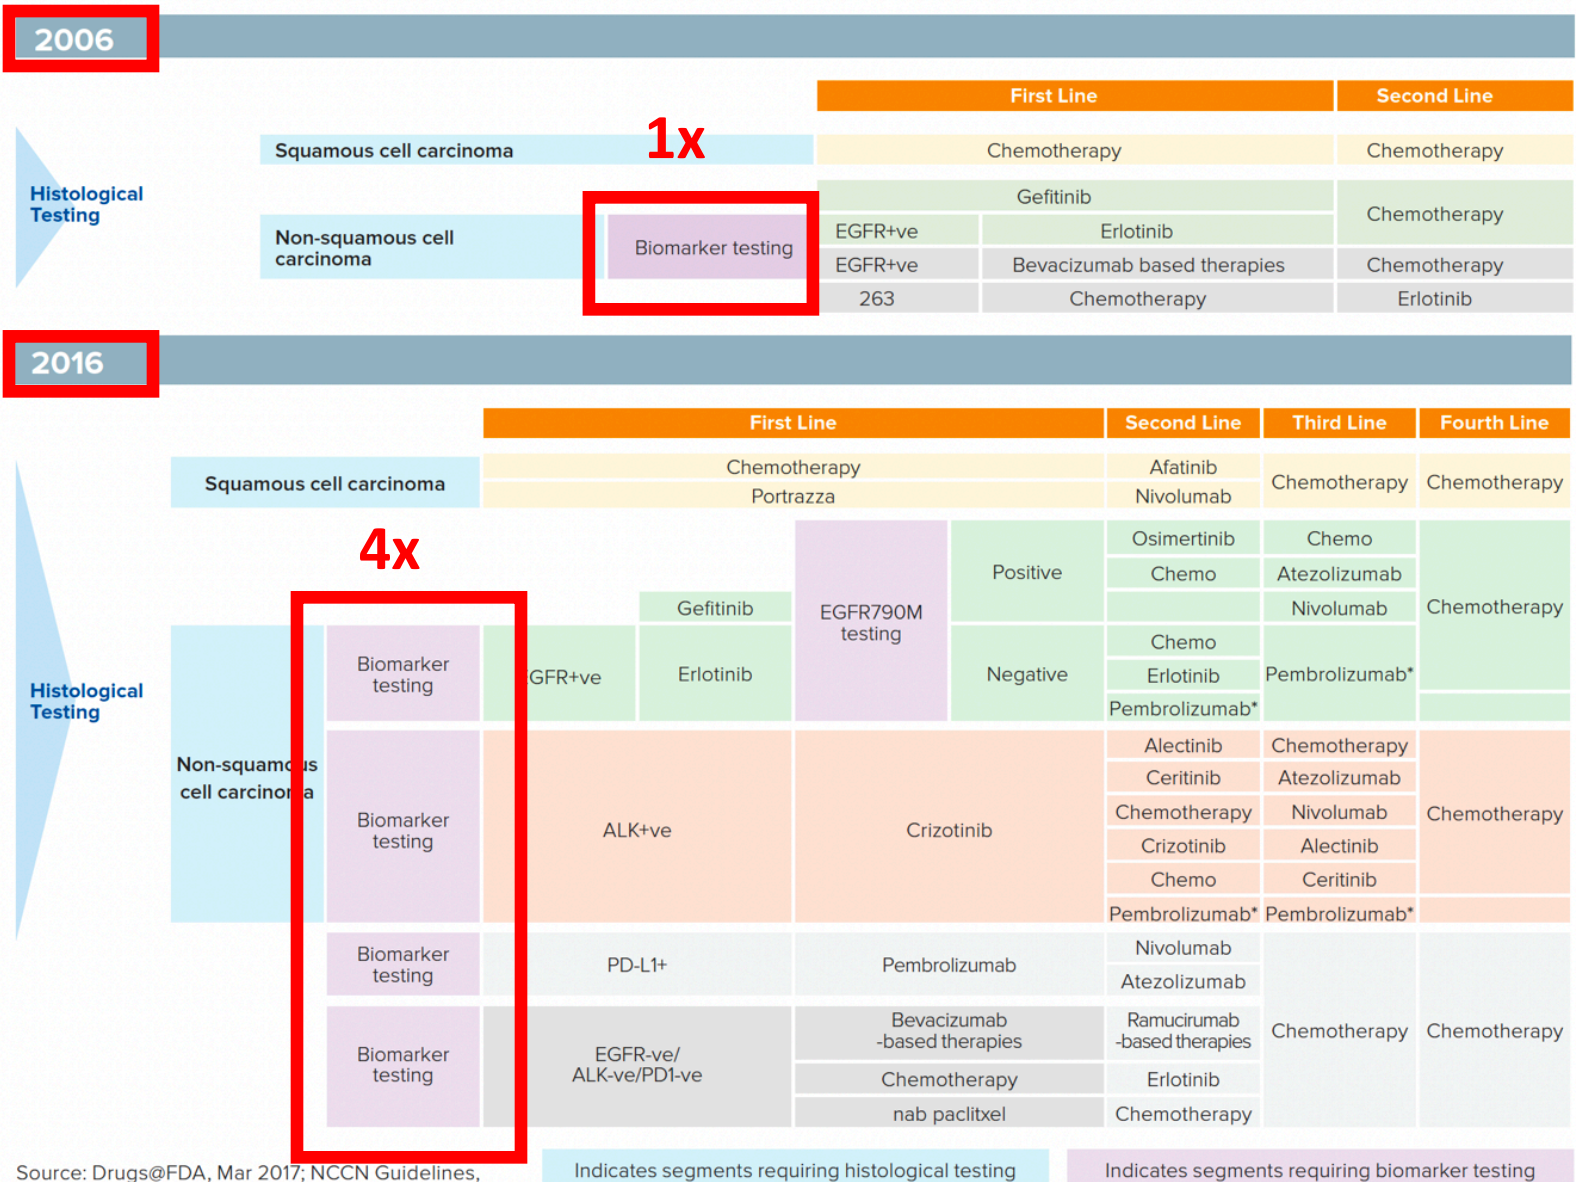 2006
First Line Second Line
1x
Squamous cell carcinoma Chemotherapy Chemotherapy
Histological
Testing
Gefitinib
Chemotherapy
Non-squamous cell
carcinoma
Biomarker testing
EGFR+ve Erlotinib
EGFR+ve Bevacizumab based therapies Chemotherapy
263 Chemotherapy Erlotinib
2016
First Line Second Line Third Line Fourth Line
Squamous cell carcinoma
Chemotherapy Afatinib
Portrazza Nivolumab
Chemotherapy Chemotherapy
4x
Histological
Testing
Non-squamous
cell carcinoma
Biomarker
testing
GFR+ve
Gefitinib
Erlotinib
EGFR790M
testing
Positive
Osimertinib Chemo
Chemo Atezolizumab
Nivolumab
Chemotherapy
Negative
Chemo
Erlotinib
Pembrolizumab*
Pembrolizumab*
Biomarker
testing
ALK+ve
Crizotinib
Alectinib Chemotherapy
Ceritinib Atezolizumab
Chemotherapy Nivolumab
Crizotinib Alectinib
Chemo Ceritinib
Pembrolizumab* Pembrolizumab*
Chemotherapy
Biomarker
testing
PD-L1+
Pembrolizumab
Nivolumab
Atezolizumab
Biomarker
testing
EGFR-ve/
ALK-ve/PD1-ve
Bevacizumab
-based therapies
Ramucirumab
-based therapies
Chemotherapy Erlotinib
nab paclitxel Chemotherapy
Chemotherapy Chemotherapy
Source: Drugs@FDA, Mar 2017; NCCN Guidelines,
Indicates segments requiring histological testing
Indicates segments requiring biomarker testing